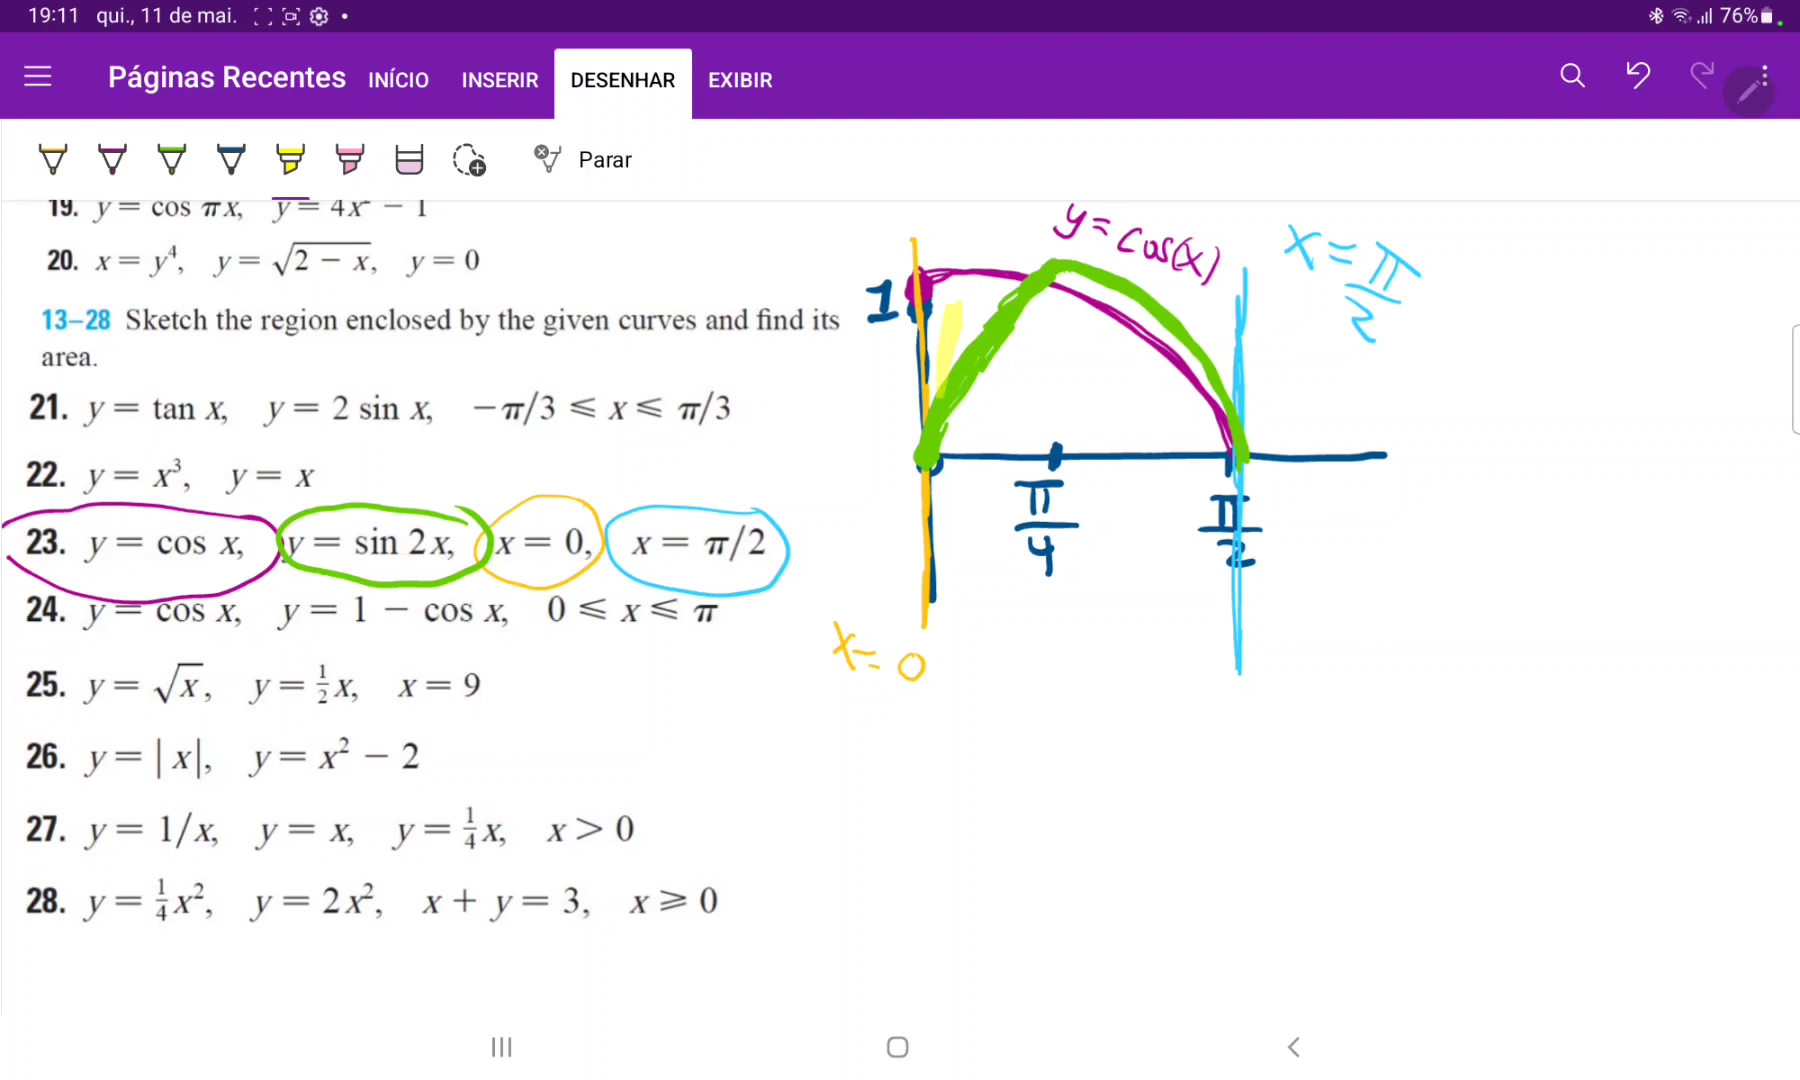 19:11 qui., 11 de mai. 76%
Páginas Recentes INÍCIO INSERIR DESENHAR EXIBIR
Parar
19. y = cos πx, y = 4x² − 1
20. x = y⁴, y = √(2 − x), y = 0
13–28 Sketch the region enclosed by the given curves and find its
area.
21. y = tan x, y = 2 sin x, −π/3 ⩽ x ⩽ π/3
22. y = x³, y = x
23. y = cos x, y = sin 2x, x = 0, x = π/2
24. y = cos x, y = 1 − cos x, 0 ⩽ x ⩽ π
25. y = √x, y = ½x, x = 9
26. y = |x|, y = x² − 2
27. y = 1/x, y = x, y = ¼x, x > 0
28. y = ¼x², y = 2x², x + y = 3, x ⩾ 0
y = cos(x)
x = π/2
1
π/4
π/2
x = 0